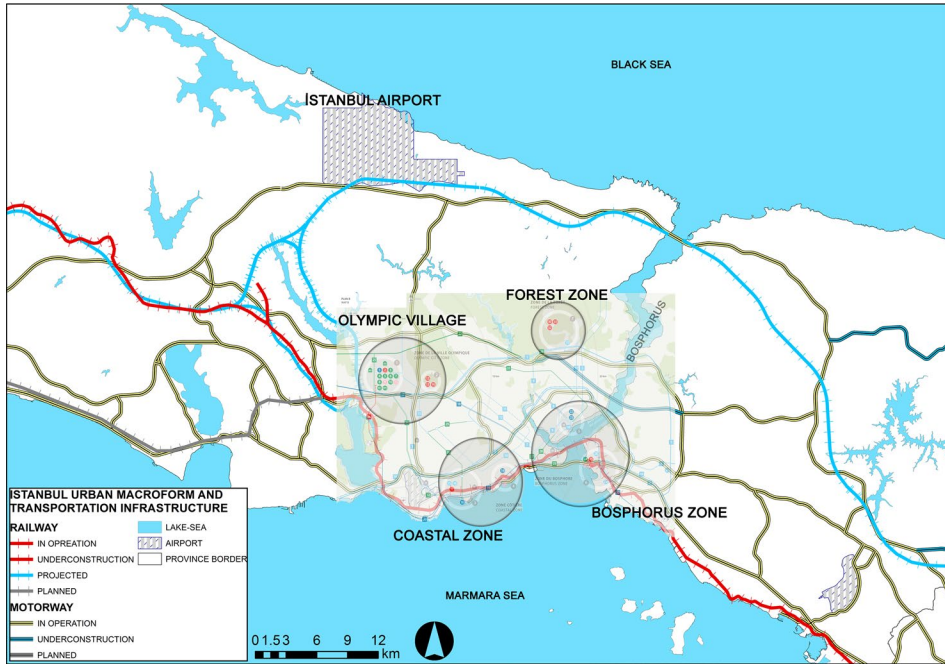 BLACK SEA
İSTANBUL AIRPORT
FOREST ZONE
OLYMPIC VILLAGE
BOSPHORUS
COASTAL ZONE
BOSPHORUS ZONE
MARMARA SEA
ISTANBUL URBAN MACROFORM AND
TRANSPORTATION INFRASTRUCTURE
RAILWAY
IN OPREATION
UNDERCONSTRUCTION
PROJECTED
PLANNED
MOTORWAY
IN OPERATION
UNDERCONSTRUCTION
PLANNED
LAKE-SEA
AIRPORT
PROVINCE BORDER
0 1.5 3 6 9 12
km